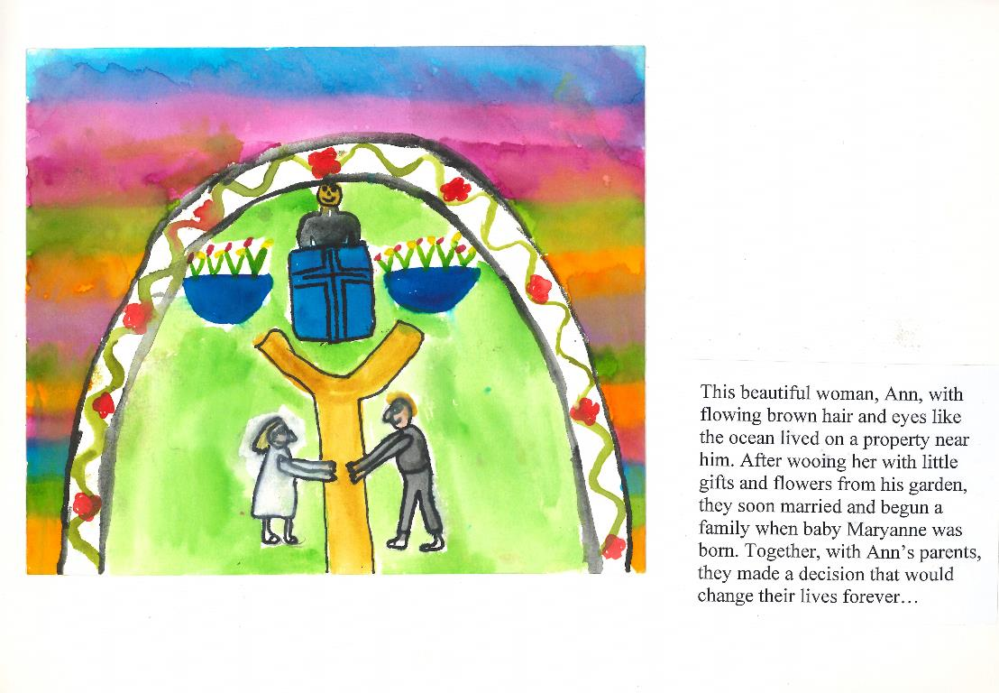 This beautiful woman, Ann, with
flowing brown hair and eyes like
the ocean lived on a property near
him. After wooing her with little
gifts and flowers from his garden,
they soon married and begun a
family when baby Maryanne was
born. Together, with Ann's parents,
they made a decision that would
change their lives forever…